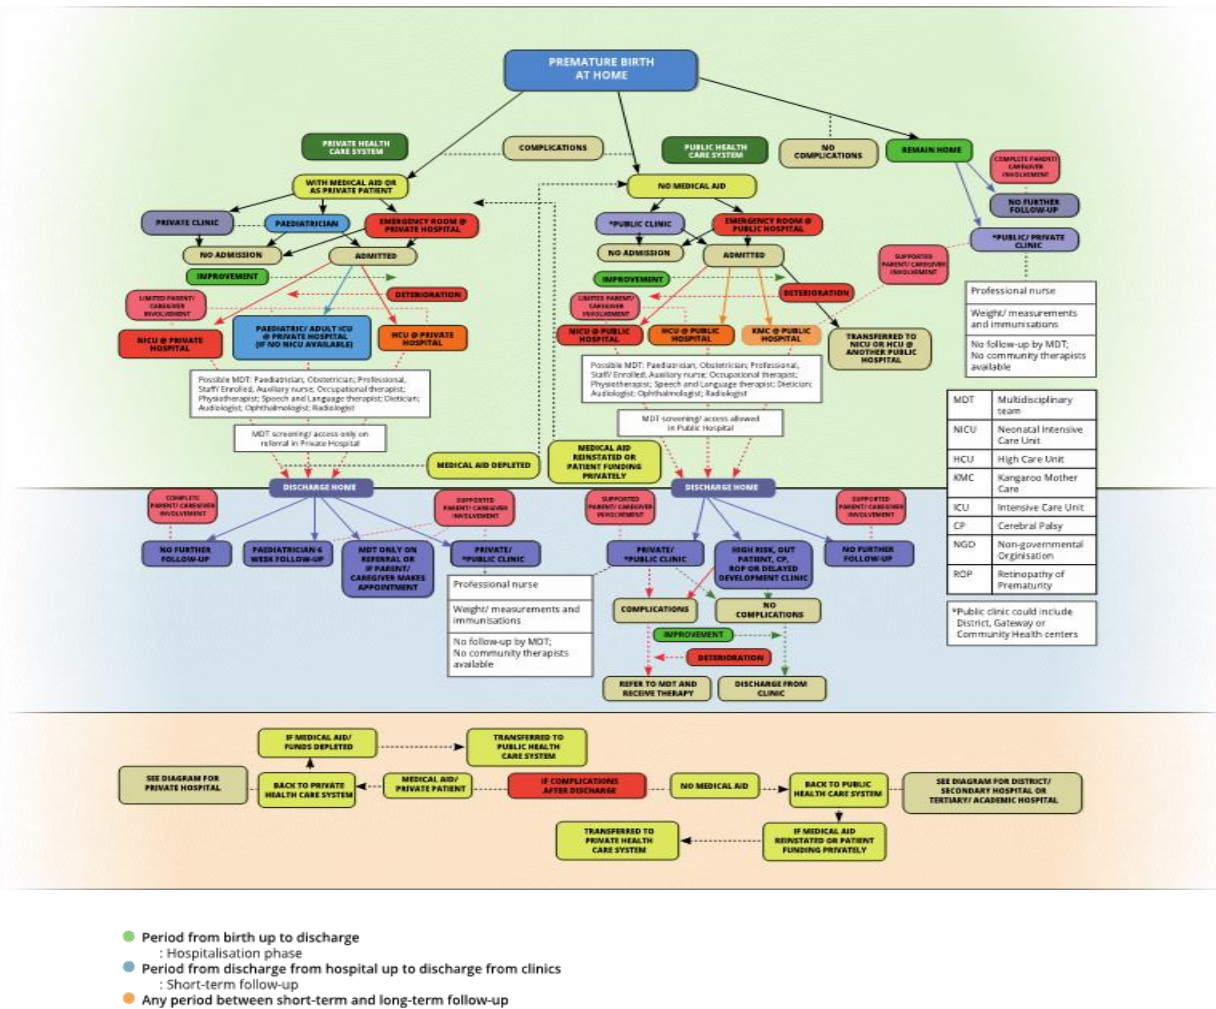 PREMATURE BIRTH
AT HOME
PRIVATE HEALTH
CARE SYSTEM
COMPLICATIONS
PUBLIC HEALTH
CARE SYSTEM
NO
COMPLICATIONS
REMAIN HOME
COMPLETE PARENT/
CAREGIVER
INVOLVEMENT
WITH MEDICAL AID OR
AS PRIVATE PATIENT
NO MEDICAL AID
NO FURTHER
FOLLOW-UP
PRIVATE CLINIC
PAEDIATRICIAN
EMERGENCY ROOM @
PRIVATE HOSPITAL
*PUBLIC CLINIC
EMERGENCY ROOM @
PUBLIC HOSPITAL
*PUBLIC/ PRIVATE
CLINIC
NO ADMISSION
ADMITTED
NO ADMISSION
ADMITTED
SUPPORTED
PARENT/ CAREGIVER
INVOLVEMENT
IMPROVEMENT
IMPROVEMENT
DETERIORATION
DETERIORATION
LIMITED PARENT/
CAREGIVER
INVOLVEMENT
LIMITED PARENT/
CAREGIVER
INVOLVEMENT
Professional nurse
Weight/ measurements
and immunisations
No follow-up by MDT;
No community therapists
available
NICU @ PRIVATE
HOSPITAL
PAEDIATRIC/ ADULT ICU
@ PRIVATE HOSPITAL
(IF NO NICU AVAILABLE)
HCU @ PRIVATE
HOSPITAL
NICU @ PUBLIC
HOSPITAL
HCU @ PUBLIC
HOSPITAL
KMC @ PUBLIC
HOSPITAL
TRANSFERRED TO
NICU OR HCU @
ANOTHER PUBLIC
HOSPITAL
Possible MDT: Paediatrician; Obstetrician; Professional,
Staff/ Enrolled, Auxiliary nurse; Occupational therapist;
Physiotherapist; Speech and Language therapist; Dietician;
Audiologist; Ophthalmologist; Radiologist
Possible MDT: Paediatrician; Obstetrician; Professional,
Staff/ Enrolled, Auxiliary nurse; Occupational therapist;
Physiotherapist; Speech and Language therapist; Dietician;
Audiologist; Ophthalmologist; Radiologist
MDT screening/ access only on
referral in Private Hospital
MDT screening/ access allowed
in Public Hospital
MDT Multidisciplinary
team
NICU Neonatal Intensive
Care Unit
HCU High Care Unit
KMC Kangaroo Mother
Care
ICU Intensive Care Unit
CP Cerebral Palsy
NGO Non-governmental
Orginisation
ROP Retinopathy of
Prematurity
*Public clinic could include
District, Gateway or
Community Health centers
MEDICAL AID DEPLETED
MEDICAL AID
REINSTATED OR
PATIENT FUNDING
PRIVATELY
DISCHARGE HOME
DISCHARGE HOME
COMPLETE
PARENT/ CAREGIVER
INVOLVEMENT
SUPPORTED
PARENT/ CAREGIVER
INVOLVEMENT
SUPPORTED
PARENT/ CAREGIVER
INVOLVEMENT
SUPPORTED
PARENT/ CAREGIVER
INVOLVEMENT
NO FURTHER
FOLLOW-UP
PAEDIATRICIAN 6
WEEK FOLLOW-UP
MDT ONLY ON
REFERRAL OR
IF PARENT/
CAREGIVER MAKES
APPOINTMENT
PRIVATE/
*PUBLIC CLINIC
PRIVATE/
*PUBLIC CLINIC
HIGH RISK, OUT
PATIENT, CP,
ROP OR DELAYED
DEVELOPMENT CLINIC
NO FURTHER
FOLLOW-UP
Professional nurse
Weight/ measurements and
immunisations
No follow-up by MDT;
No community therapists
available
COMPLICATIONS
NO
COMPLICATIONS
IMPROVEMENT
DETERIORATION
REFER TO MDT AND
RECEIVE THERAPY
DISCHARGE FROM
CLINIC
IF MEDICAL AID/
FUNDS DEPLETED
TRANSFERRED TO
PUBLIC HEALTH
CARE SYSTEM
SEE DIAGRAM FOR
PRIVATE HOSPITAL
BACK TO PRIVATE
HEALTH CARE SYSTEM
MEDICAL AID/
PRIVATE PATIENT
IF COMPLICATIONS
AFTER DISCHARGE
NO MEDICAL AID
BACK TO PUBLIC
HEALTH CARE SYSTEM
SEE DIAGRAM FOR DISTRICT/
SECONDARY HOSPITAL OR
TERTIARY/ ACADEMIC HOSPITAL
TRANSFERRED TO
PRIVATE HEALTH
CARE SYSTEM
IF MEDICAL AID
REINSTATED OR PATIENT
FUNDING PRIVATELY
Period from birth up to discharge
: Hospitalisation phase
Period from discharge from hospital up to discharge from clinics
: Short-term follow-up
Any period between short-term and long-term follow-up